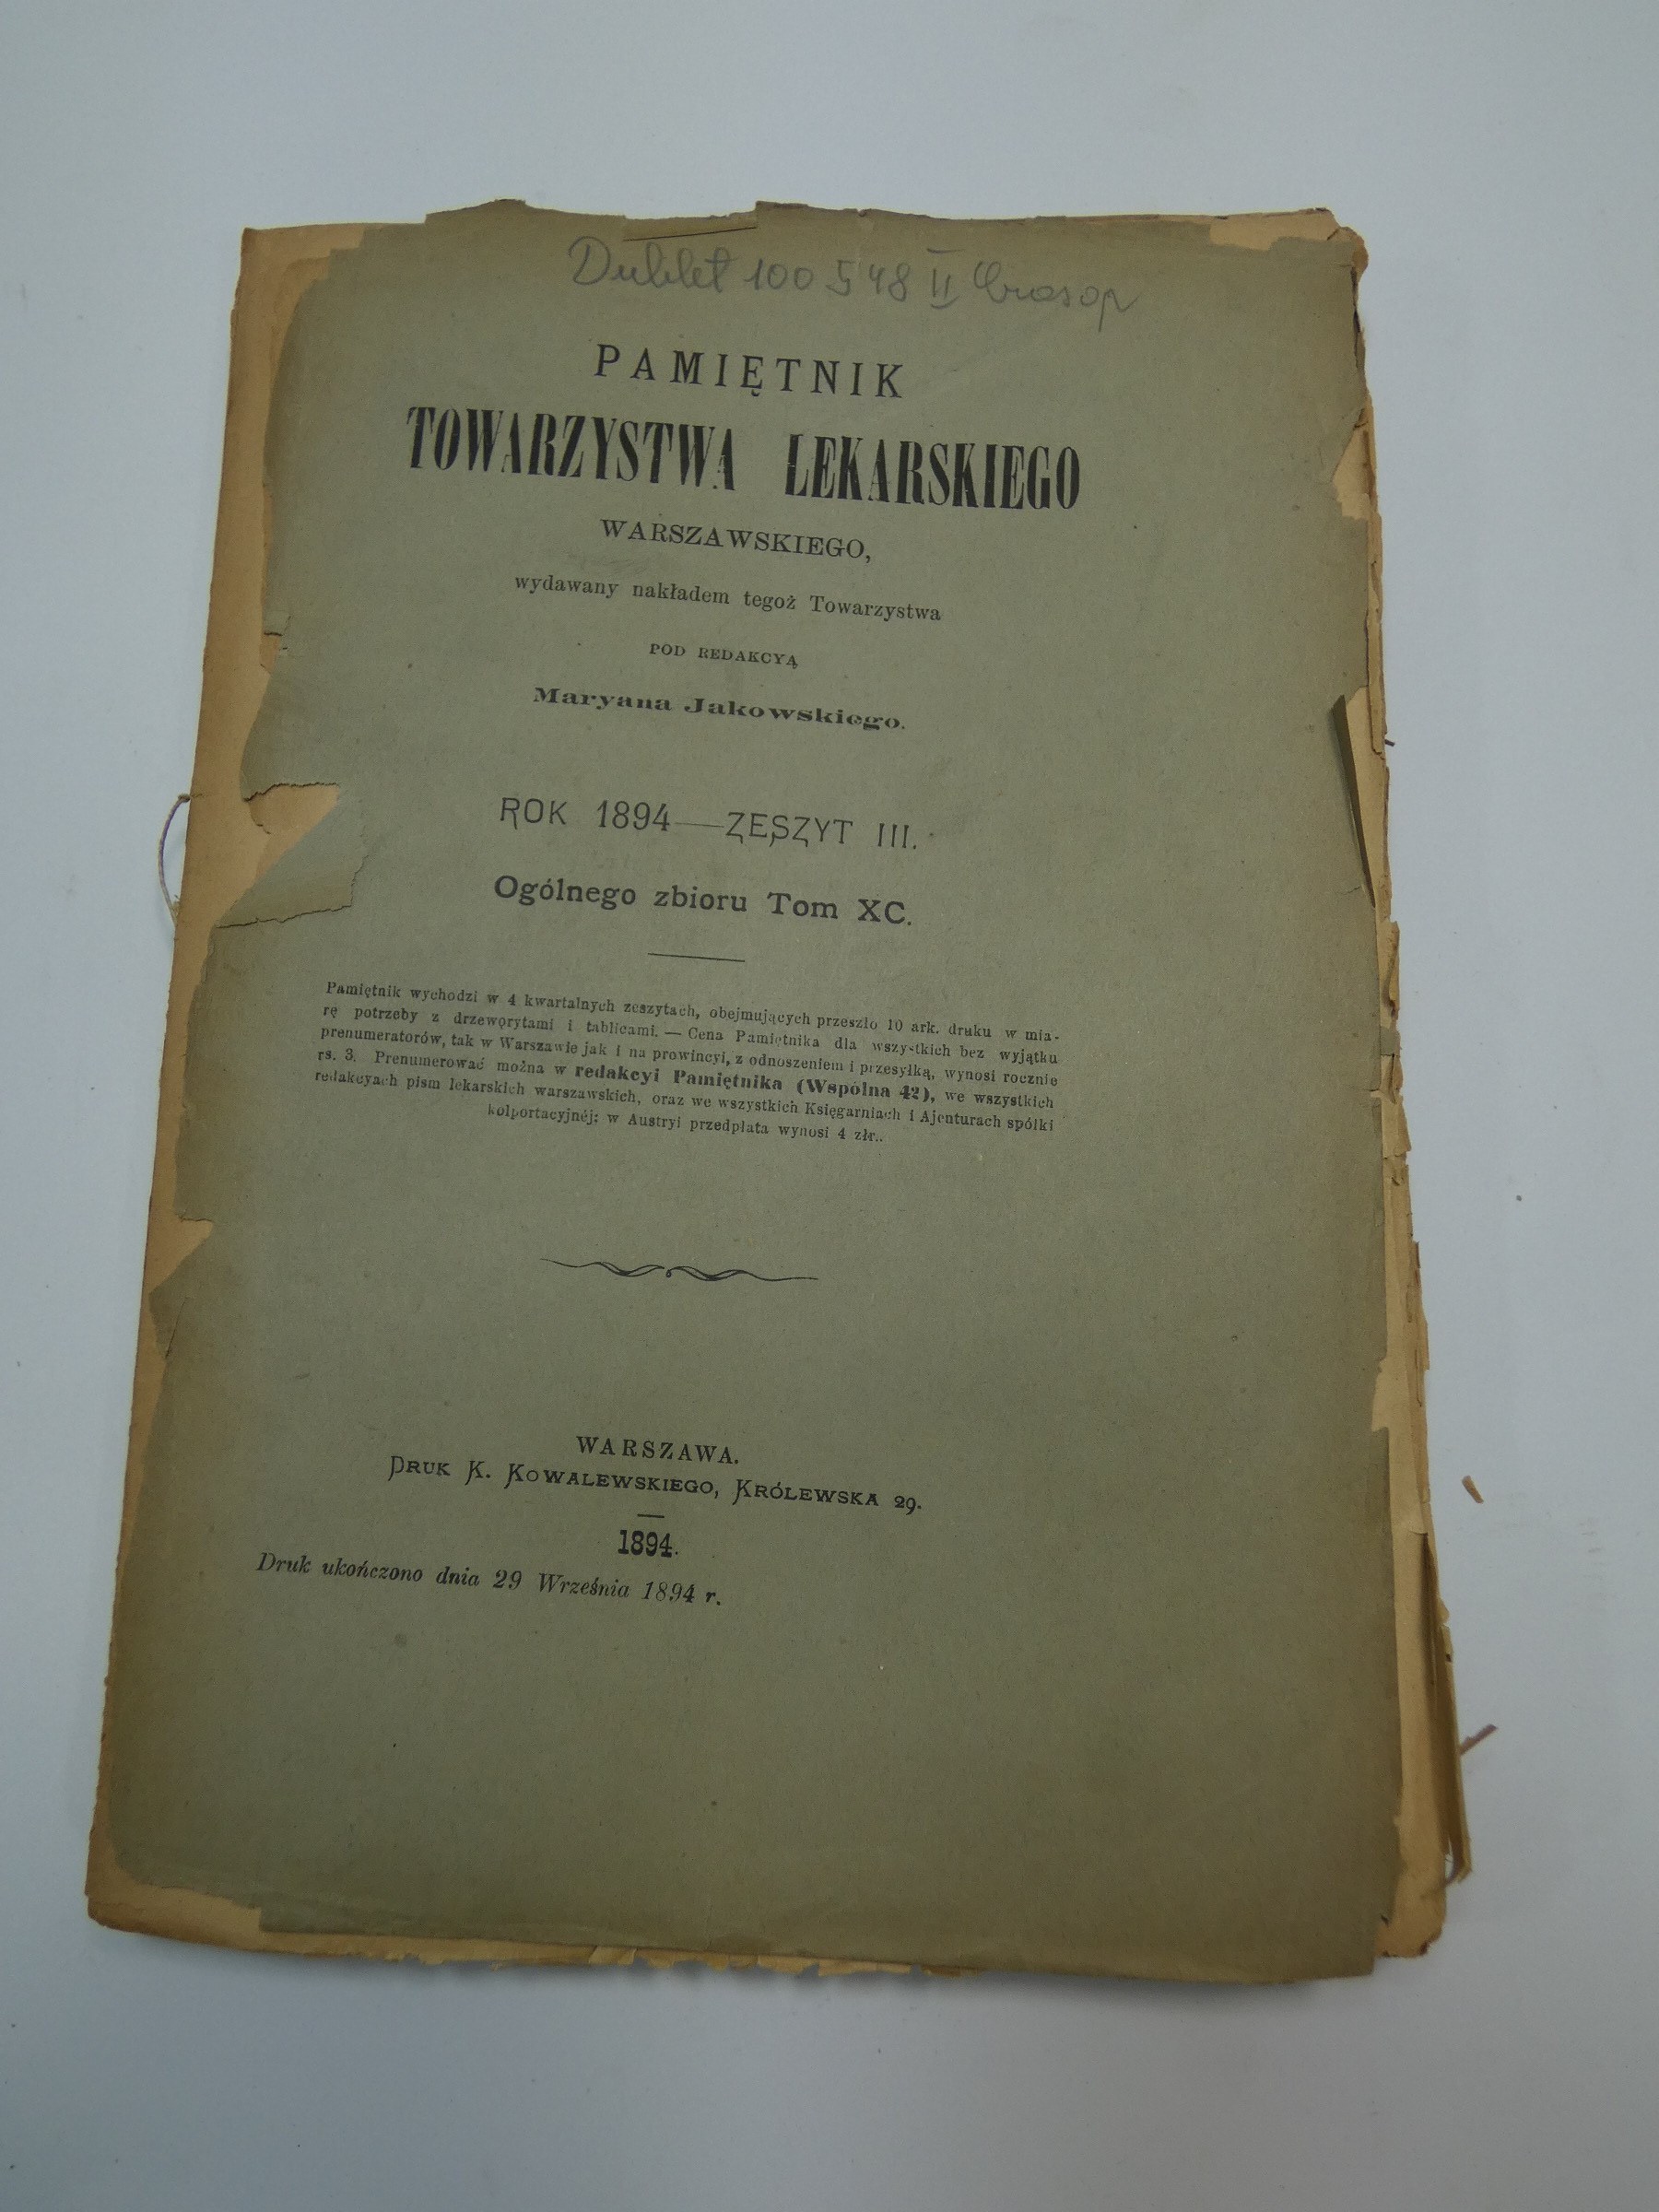 Dublet 100548 II Czasop
PAMIĘTNIK
TOWARZYSTWA LEKARSKIEGO
WARSZAWSKIEGO,
wydawany nakładem tegoż Towarzystwa
POD REDAKCYĄ
Maryana Jakowskiego.
ROK 1894—ZESZYT III.
Ogólnego zbioru Tom XC.
Pamiętnik wychodzi w 4 kwartalnych zeszytach, obejmujących przeszło 10 ark. druku w mia-
rę potrzeby z drzeworytami i tablicami. — Cena Pamiętnika dla wszystkich bez wyjątku
prenumeratorów, tak w Warszawie jak i na prowincyi, z odnoszeniem i przesyłką, wynosi rocznie
rs. 3. Prenumerować można w redakcyi Pamiętnika (Wspólna 42), we wszystkich
redakcyach pism lekarskich warszawskich, oraz we wszystkich Księgarniach i Ajenturach spółki
kolportacyjnéj; w Austryi przedpłata wynosi 4 złr..
WARSZAWA.
DRUK K. KOWALEWSKIEGO, KRÓLEWSKA 29.
1894.
Druk ukończono dnia 29 Września 1894 r.